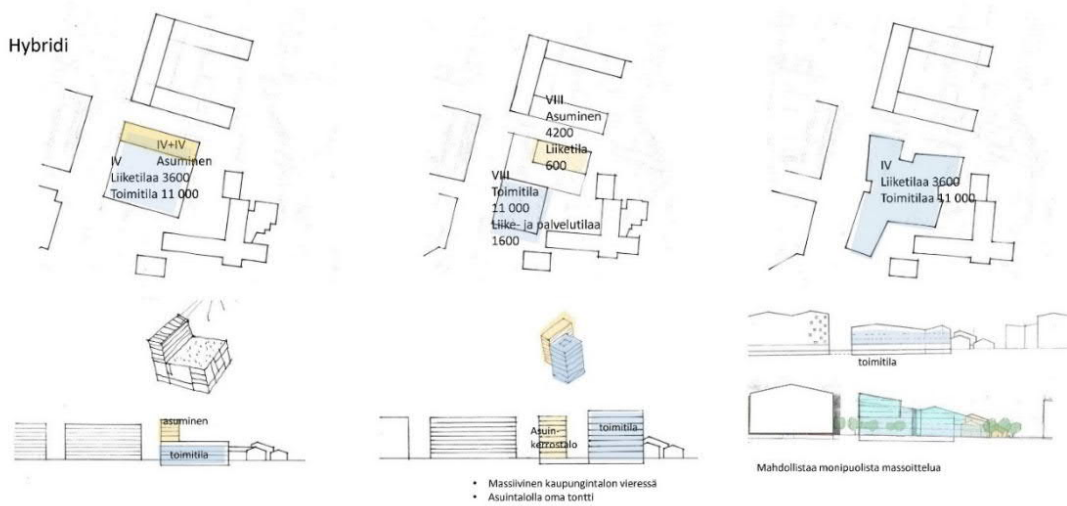 Hybridi
IV+IV
IV Asuminen
Liiketilaa 3600
Toimitila 11 000
asuminen
toimitila
VIII
Asuminen
4200
Liiketila
600
VIII
Toimitila
11 000
Liike- ja palvelutilaa
1600
Asuin-
kerrostalo
toimitila
• Massiivinen kaupungintalon vieressä
• Asuintalolla oma tontti
IV
Liiketilaa 3600
Toimitilaa 11 000
toimitila
Mahdollistaa monipuolista massoittelua